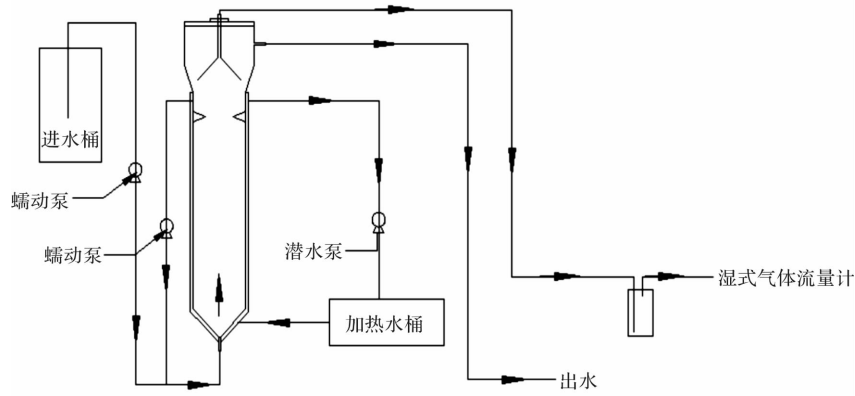 进水桶
蠕动泵
蠕动泵
潜水泵
加热水桶
湿式气体流量计
出水